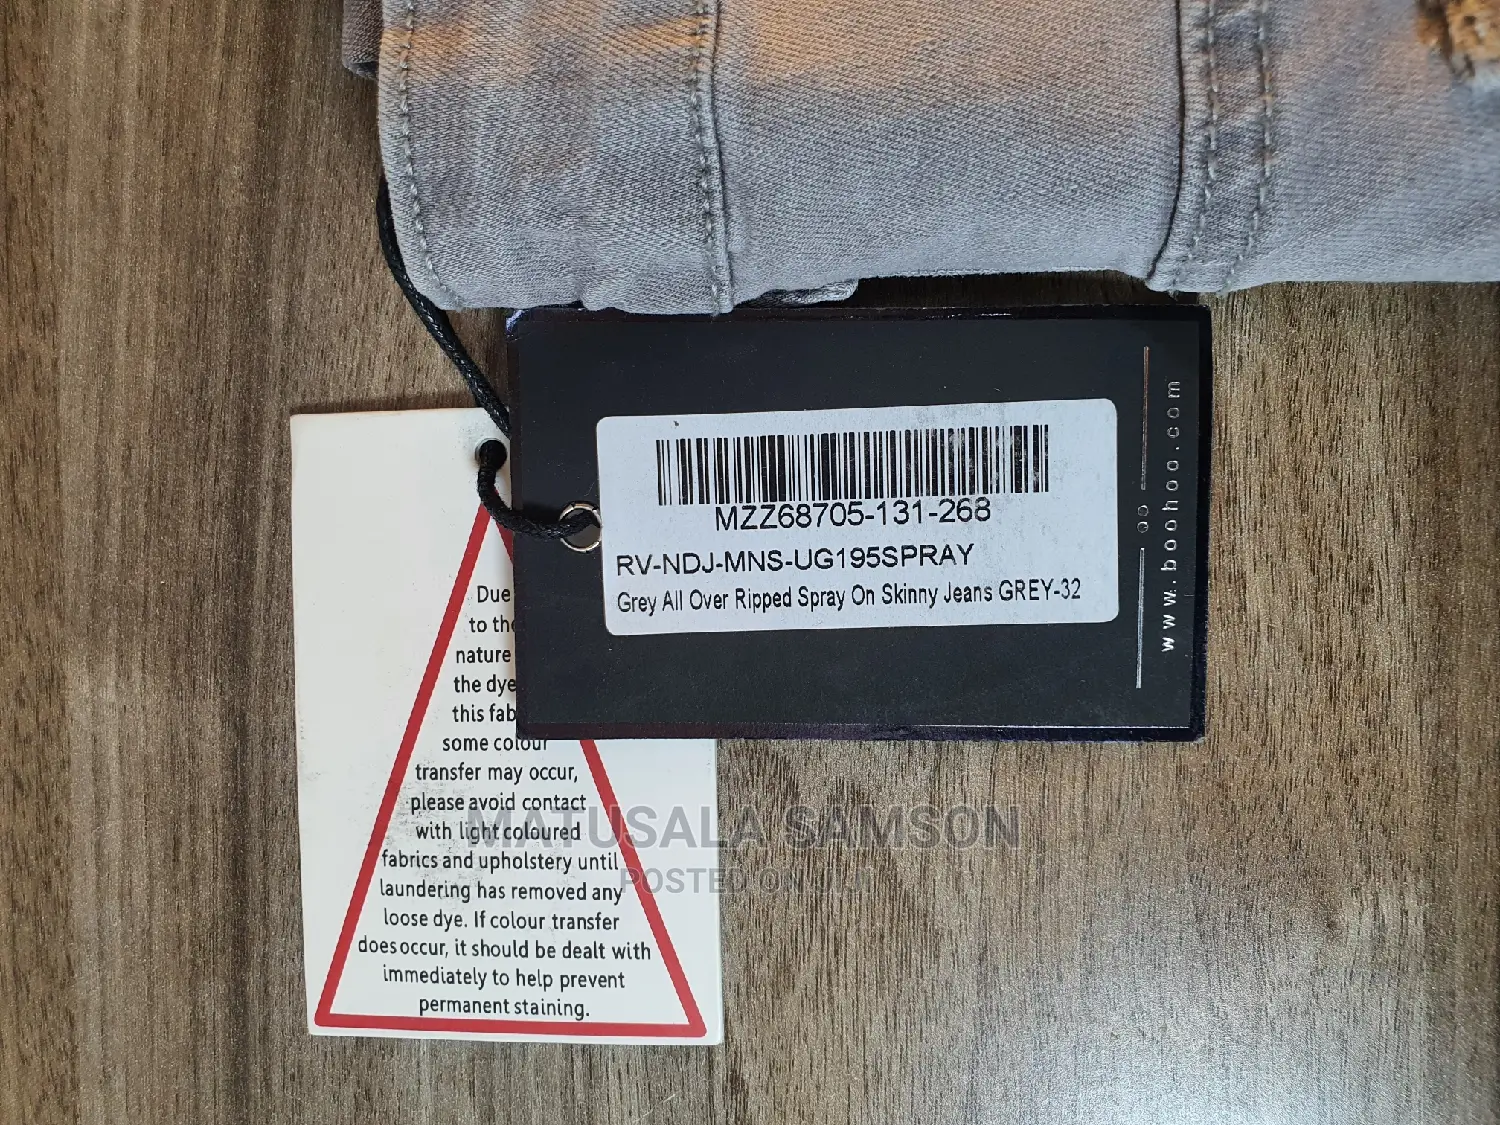 MZZ68705-131-268
RV-NDJ-MNS-UG195SPRAY
Grey All Over Ripped Spray On Skinny Jeans GREY-32
www.boohoo.com
Due
to the
nature
the dye
this fab
some colour
transfer may occur,
please avoid contact
with light coloured
fabrics and upholstery until
laundering has removed any
loose dye. If colour transfer
does occur, it should be dealt with
immediately to help prevent
permanent staining.
MATUSALA SAMSON
POSTED ON JIJI